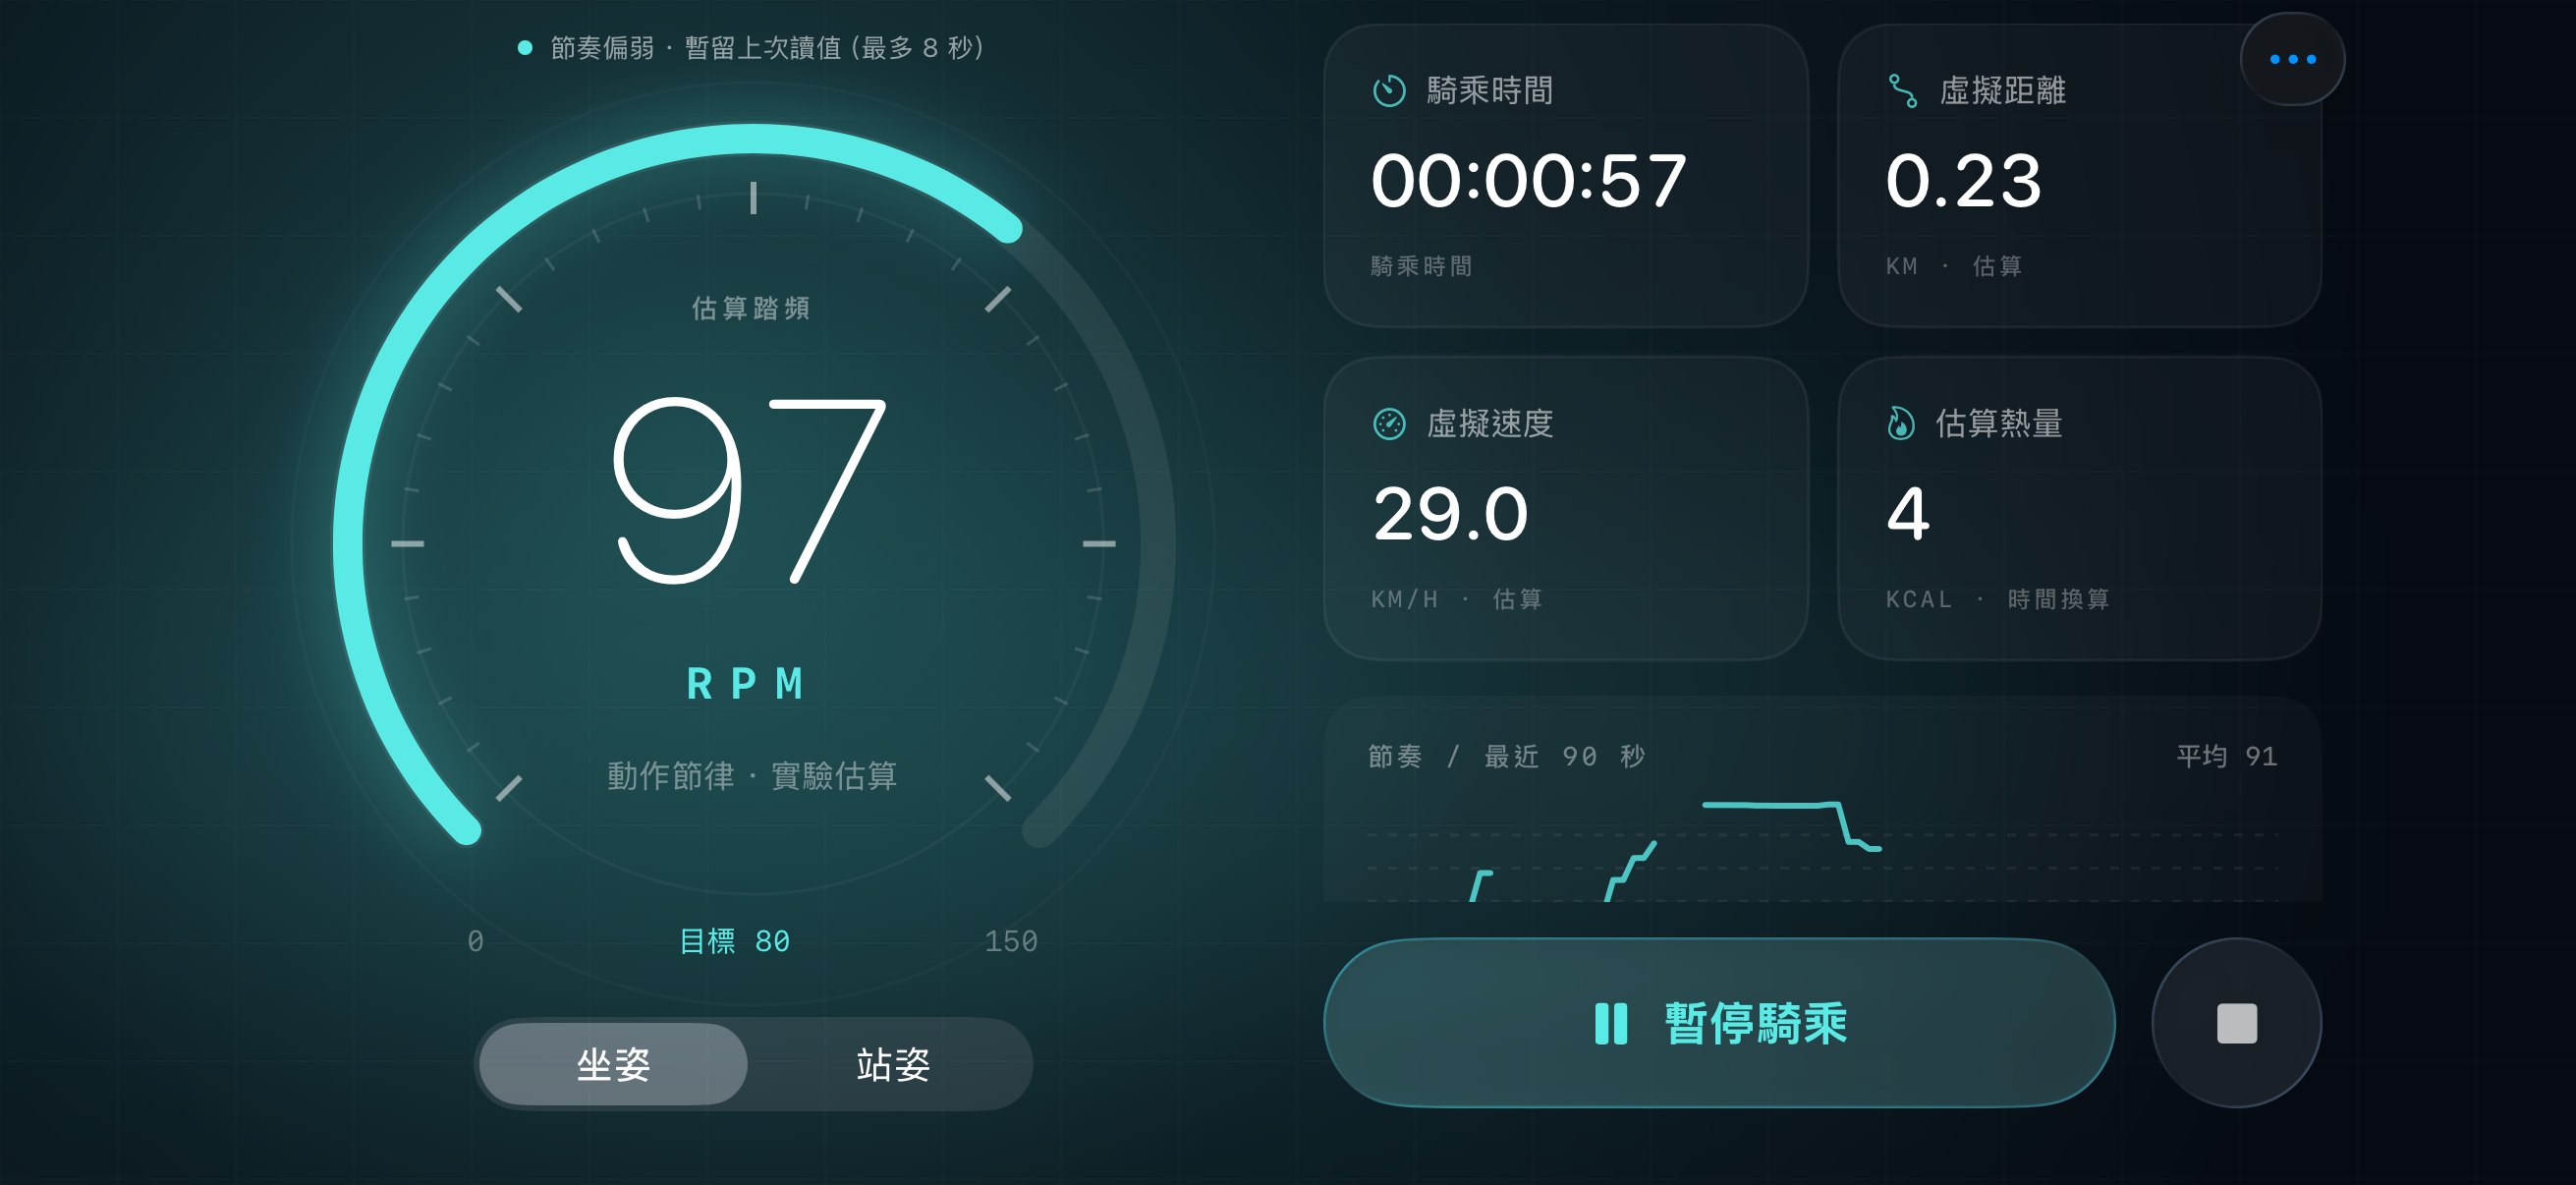 節奏偏弱 · 暫留上次讀值 (最多 8 秒)
估算踏頻
97
RPM
動作節律 · 實驗估算
0
目標 80
150
坐姿
站姿
騎乘時間
00:00:57
騎乘時間
虛擬距離
0.23
KM · 估算
虛擬速度
29.0
KM/H · 估算
估算熱量
4
KCAL · 時間換算
節奏 / 最近 90 秒
平均 91
暫停騎乘